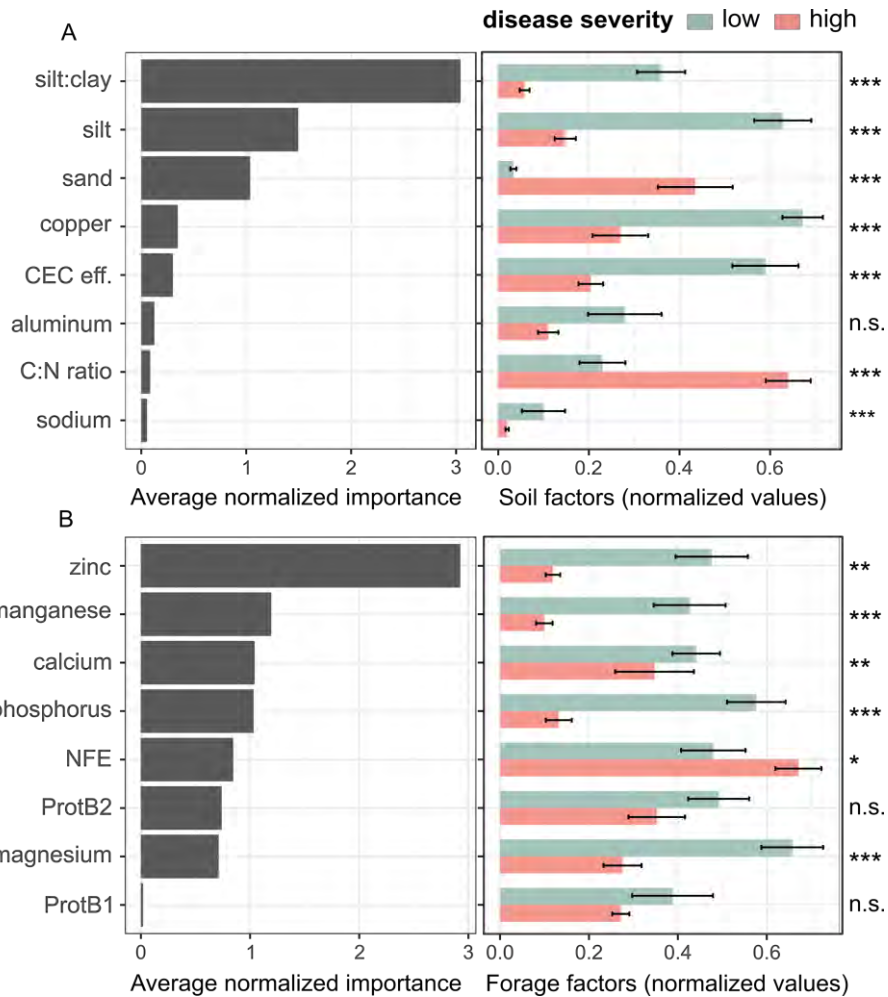 disease severity low high
A
silt:clay ***
silt ***
sand ***
copper ***
CEC eff. ***
aluminum n.s.
C:N ratio ***
sodium ***
0 1 2 3 0.0 0.2 0.4 0.6
Average normalized importance Soil factors (normalized values)
B
zinc **
manganese ***
calcium **
phosphorus ***
NFE *
ProtB2 n.s.
magnesium ***
ProtB1 n.s.
0 1 2 3 0.0 0.2 0.4 0.6
Average normalized importance Forage factors (normalized values)